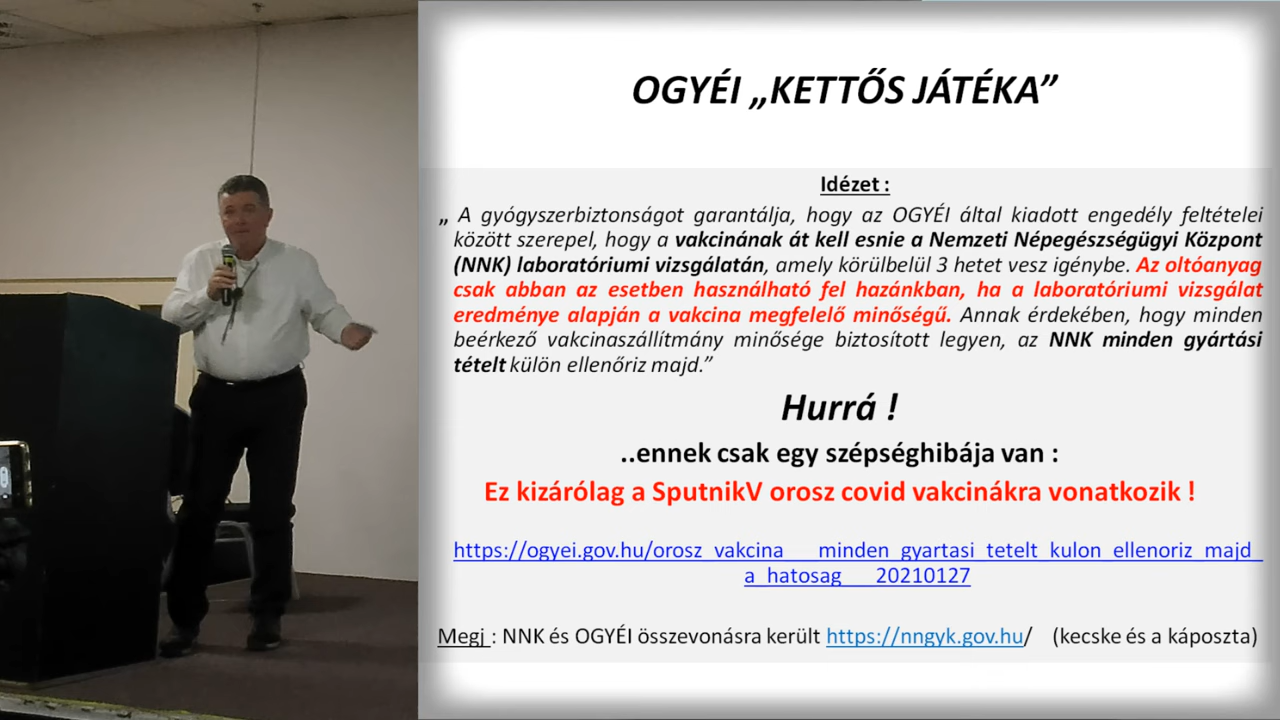 OGYÉI „KETTŐS JÁTÉKA”
Idézet :
„ A gyógyszerbiztonságot garantálja, hogy az OGYÉI által kiadott engedély feltételei
között szerepel, hogy a vakcinának át kell esnie a Nemzeti Népegészségügyi Központ
(NNK) laboratóriumi vizsgálatán, amely körülbelül 3 hetet vesz igénybe. Az oltóanyag
csak abban az esetben használható fel hazánkban, ha a laboratóriumi vizsgálat
eredménye alapján a vakcina megfelelő minőségű. Annak érdekében, hogy minden
beérkező vakcinaszállítmány minősége biztosított legyen, az NNK minden gyártási
tételt külön ellenőriz majd.”
Hurrá !
..ennek csak egy szépséghibája van :
Ez kizárólag a SputnikV orosz covid vakcinákra vonatkozik !
https://ogyei.gov.hu/orosz_vakcina___minden_gyartasi_tetelt_kulon_ellenoriz_majd_
a_hatosag___20210127
Megj : NNK és OGYÉI összevonásra került https://nngyk.gov.hu/ (kecske és a káposzta)